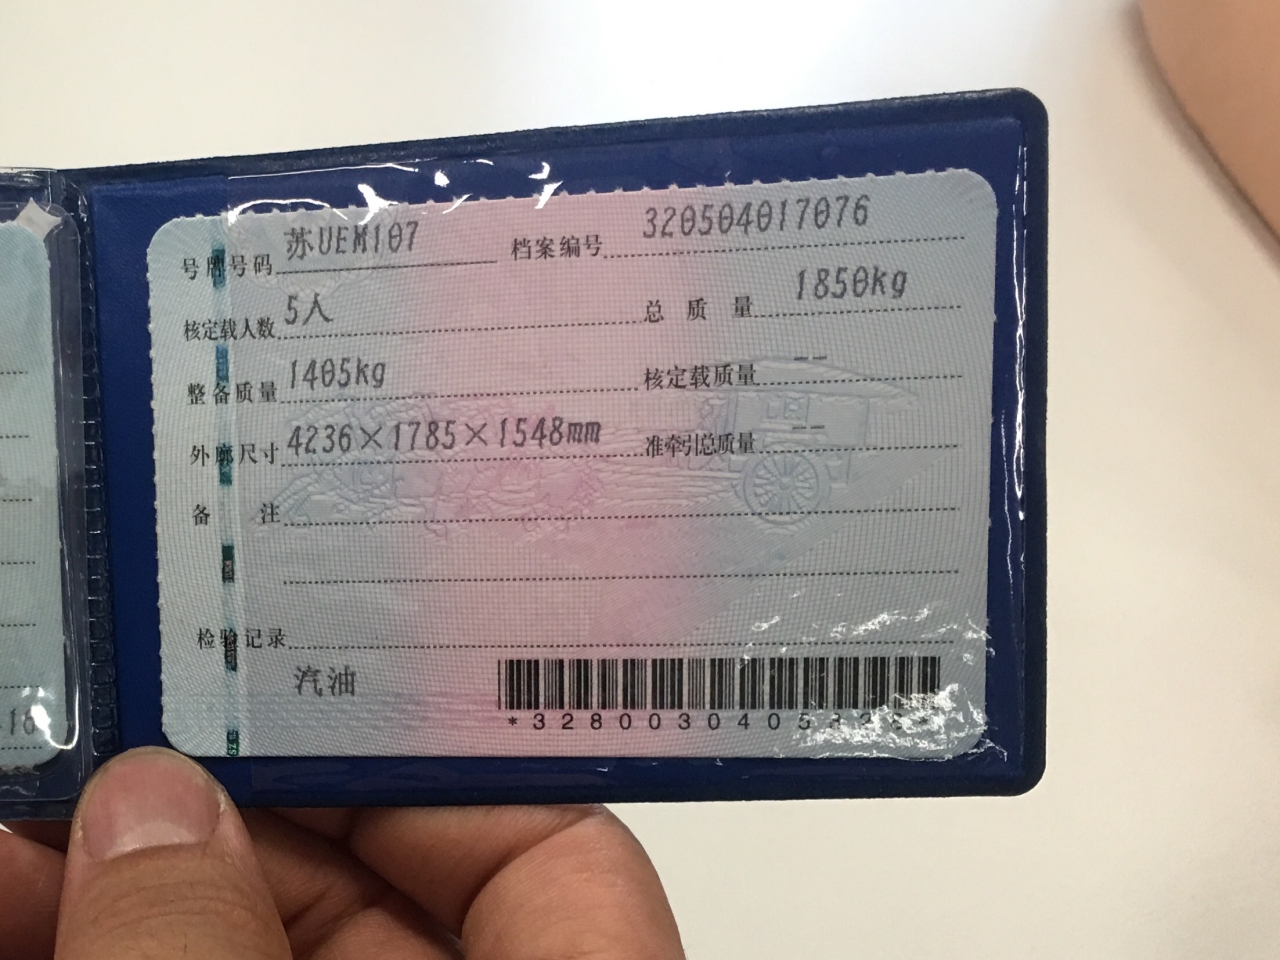 号牌号码 苏UEM107 档案编号 320504017076
核定载人数 5人 总质量 1850kg
整备质量 1405kg 核定载质量 --
外廓尺寸 4236×1785×1548mm 准牵引总质量 --
备注
检验记录
汽油